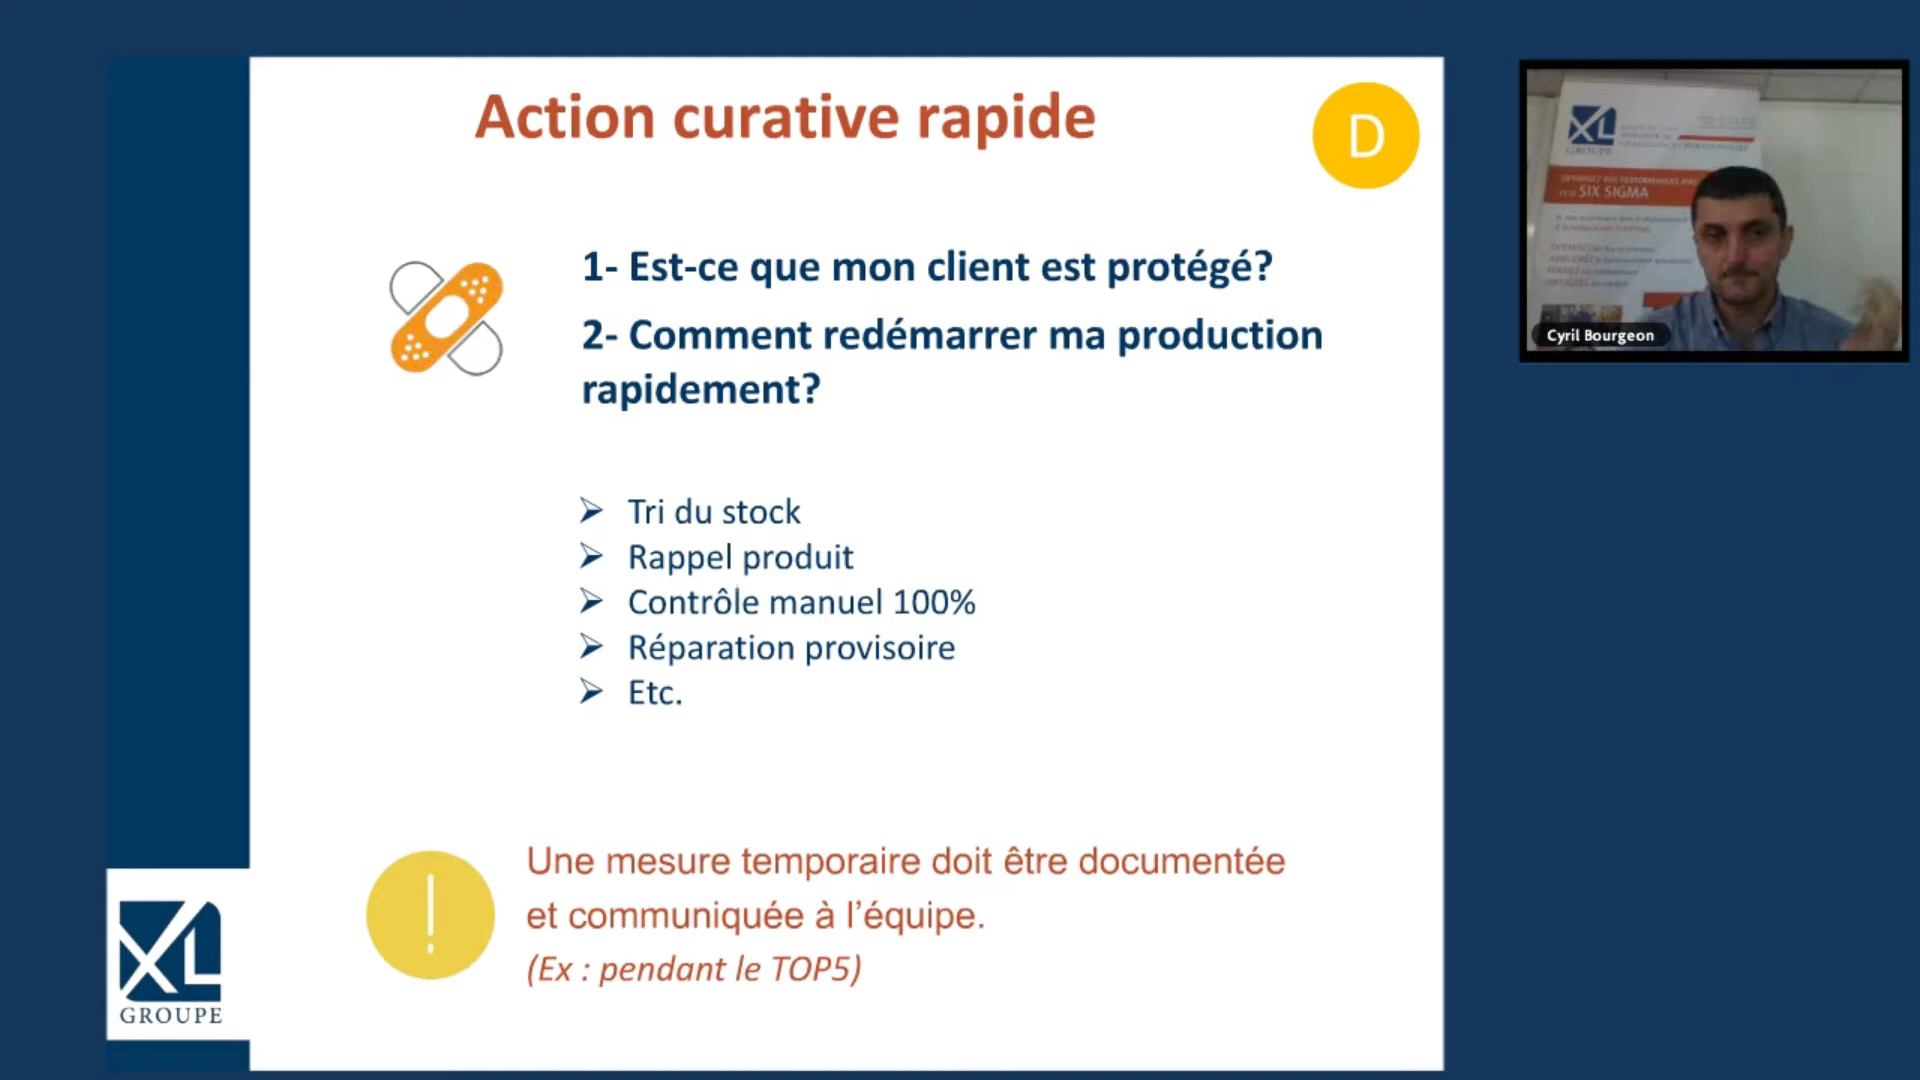 Action curative rapide
D
1- Est-ce que mon client est protégé?
2- Comment redémarrer ma production
rapidement?
Tri du stock
Rappel produit
Contrôle manuel 100%
Réparation provisoire
Etc.
!
Une mesure temporaire doit être documentée
et communiquée à l’équipe.
(Ex : pendant le TOP5)
XL
GROUPE
XL
GROUPE
SIX SIGMA
Cyril Bourgeon